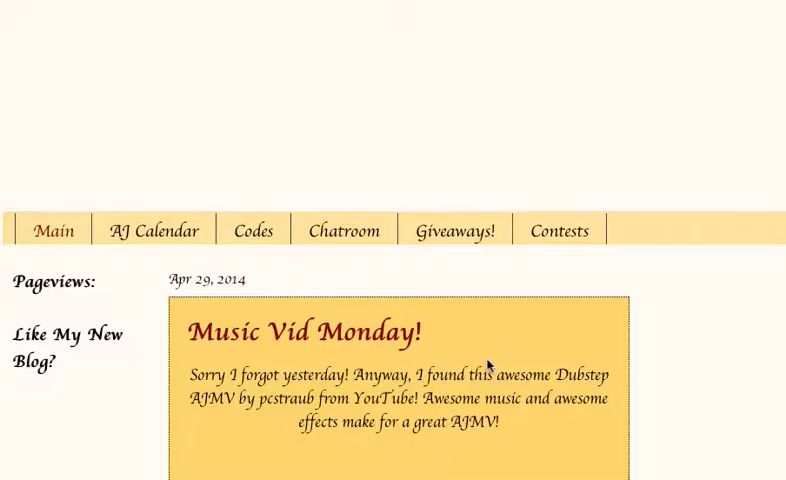 Main
AJ Calendar
Codes
Chatroom
Giveaways!
Contests
Pageviews:
Like My New
Blog?
Apr 29, 2014
Music Vid Monday!
Sorry I forgot yesterday! Anyway, I found this awesome Dubstep
AJMV by pcstraub from YouTube! Awesome music and awesome
effects make for a great AJMV!